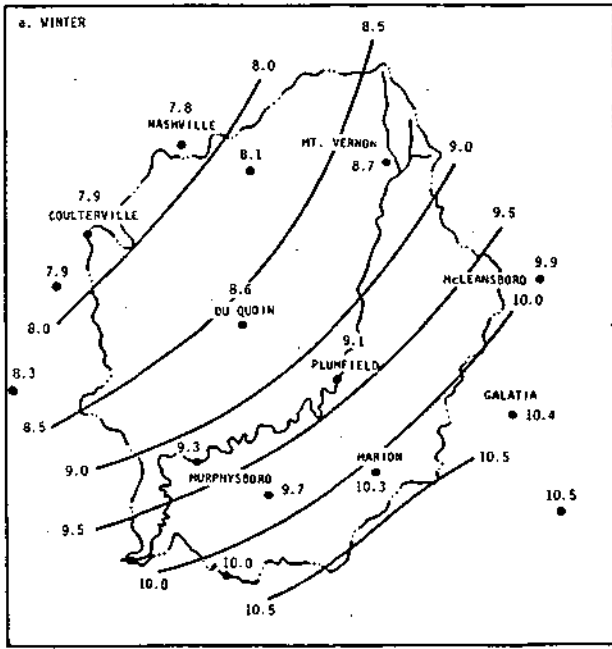 a. WINTER
8.5
8.0
7.8
NASHVILLE
MT. VERNON
8.1
8.7
9.0
7.9
COULTERVILLE
9.5
7.9
9.9
McLEANSBORO
8.6
10.0
DU QUOIN
8.0
9.1
PLUMFIELD
8.3
GALATIA
10.4
8.5
9.3
9.0
MARION
10.5
MURPHYSBORO
10.3
9.7
10.5
9.5
10.0
10.0
10.5